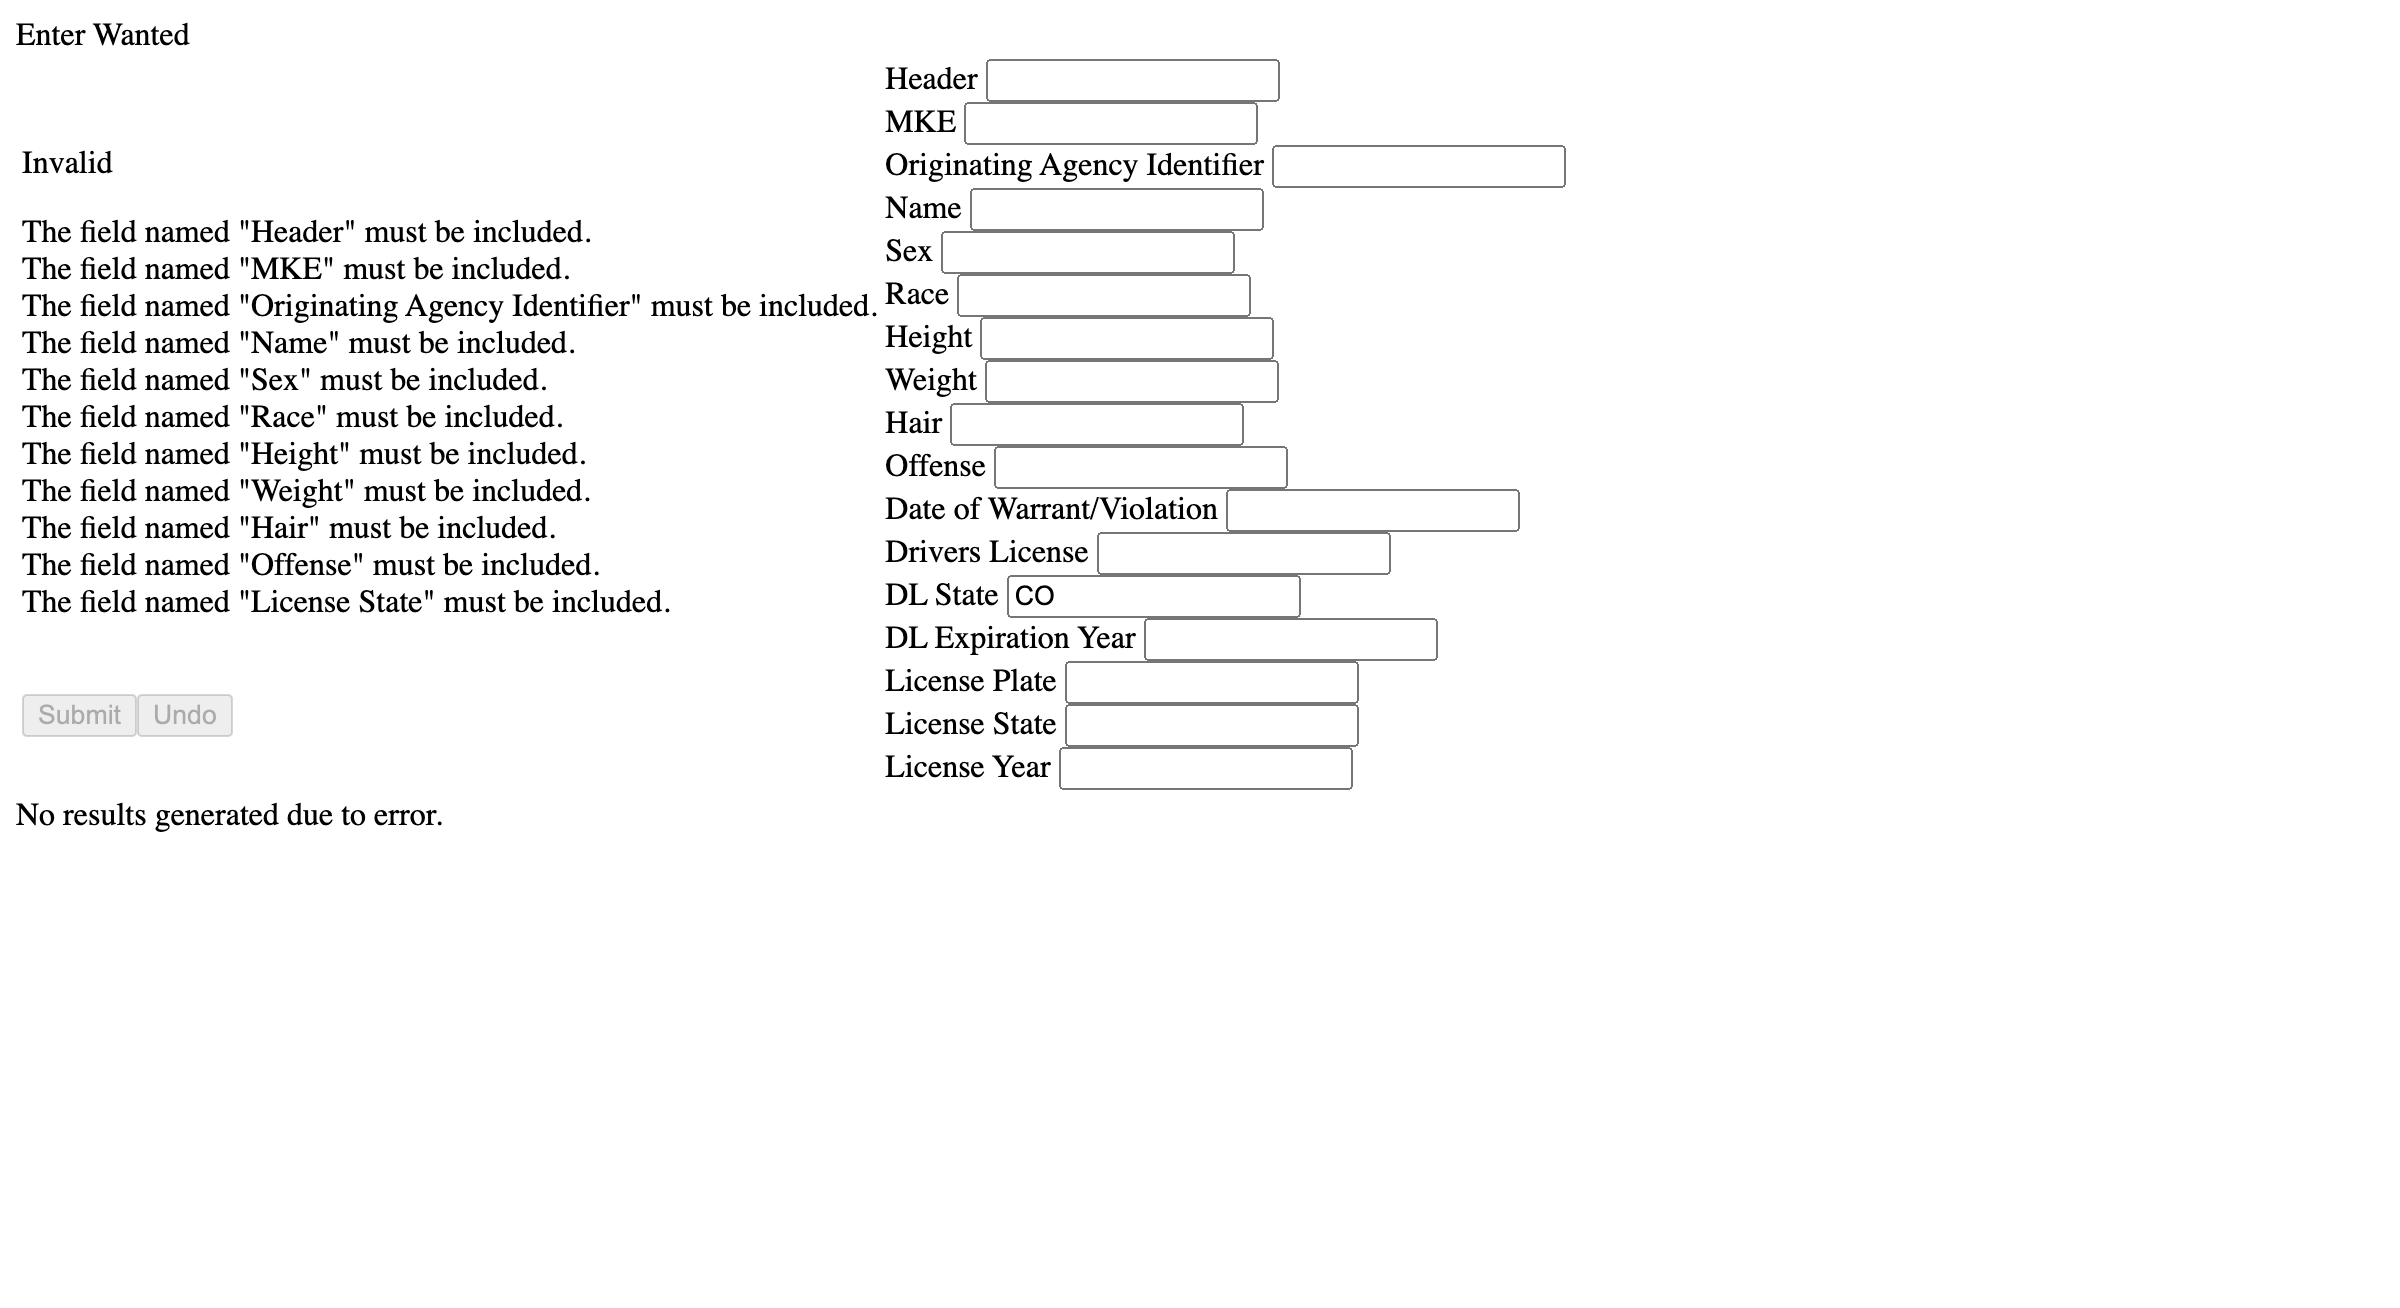 Enter Wanted
Invalid
The field named "Header" must be included.
The field named "MKE" must be included.
The field named "Originating Agency Identifier" must be included.
The field named "Name" must be included.
The field named "Sex" must be included.
The field named "Race" must be included.
The field named "Height" must be included.
The field named "Weight" must be included.
The field named "Hair" must be included.
The field named "Offense" must be included.
The field named "License State" must be included.
Submit Undo
Header
MKE
Originating Agency Identifier
Name
Sex
Race
Height
Weight
Hair
Offense
Date of Warrant/Violation
Drivers License
DL State CO
DL Expiration Year
License Plate
License State
License Year
No results generated due to error.